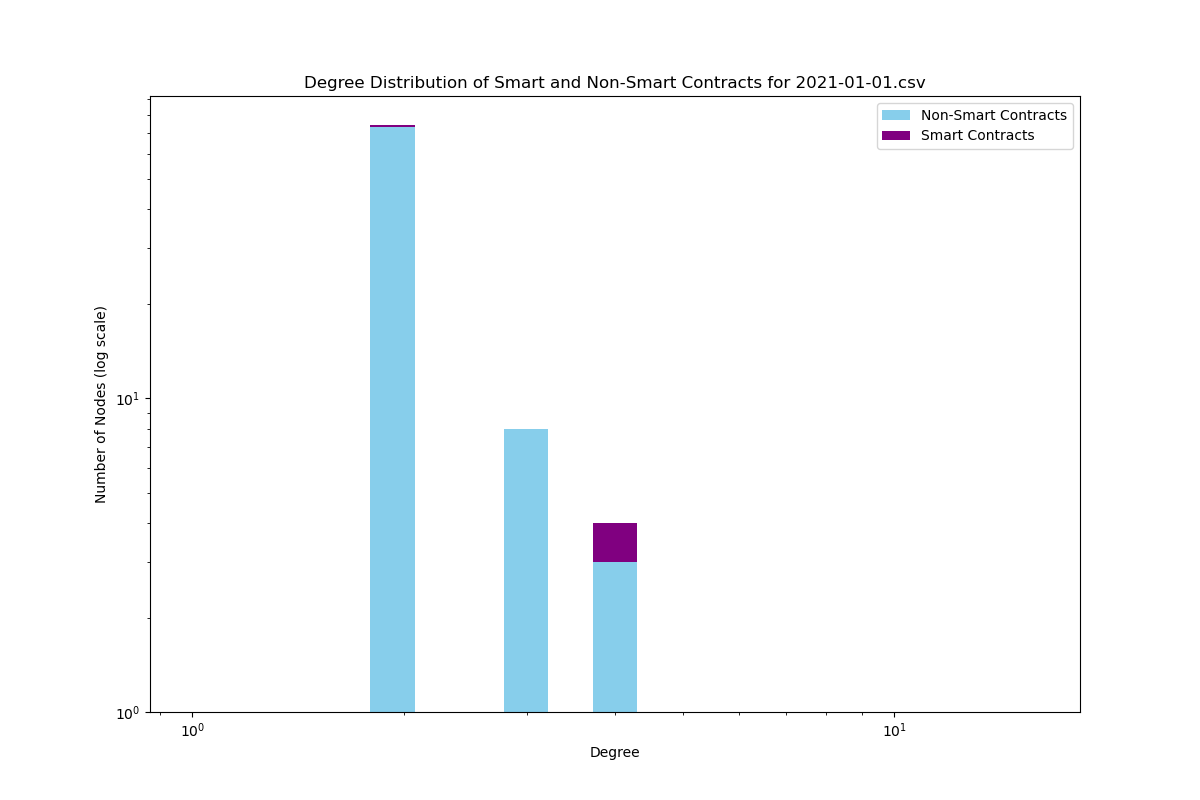 Degree Distribution of Smart and Non-Smart Contracts for 2021-01-01.csv
Non-Smart Contracts
Smart Contracts
Number of Nodes (log scale)
10¹
10⁰
10⁰
10¹
Degree